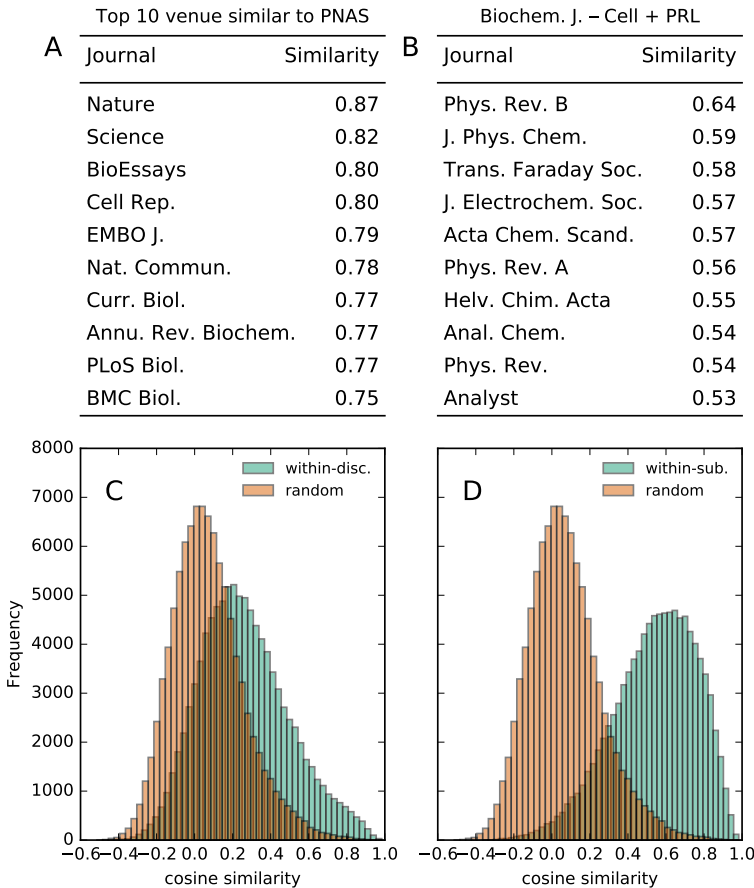 Top 10 venue similar to PNAS
A
Journal Similarity
Nature 0.87
Science 0.82
BioEssays 0.80
Cell Rep. 0.80
EMBO J. 0.79
Nat. Commun. 0.78
Curr. Biol. 0.77
Annu. Rev. Biochem. 0.77
PLoS Biol. 0.77
BMC Biol. 0.75
Biochem. J. – Cell + PRL
B
Journal Similarity
Phys. Rev. B 0.64
J. Phys. Chem. 0.59
Trans. Faraday Soc. 0.58
J. Electrochem. Soc. 0.57
Acta Chem. Scand. 0.57
Phys. Rev. A 0.56
Helv. Chim. Acta 0.55
Anal. Chem. 0.54
Phys. Rev. 0.54
Analyst 0.53
C
within-disc.
random
Frequency
8000
7000
6000
5000
4000
3000
2000
1000
0
−0.6 −0.4 −0.2 0.0 0.2 0.4 0.6 0.8 1.0
cosine similarity
D
within-sub.
random
−0.6 −0.4 −0.2 0.0 0.2 0.4 0.6 0.8 1.0
cosine similarity